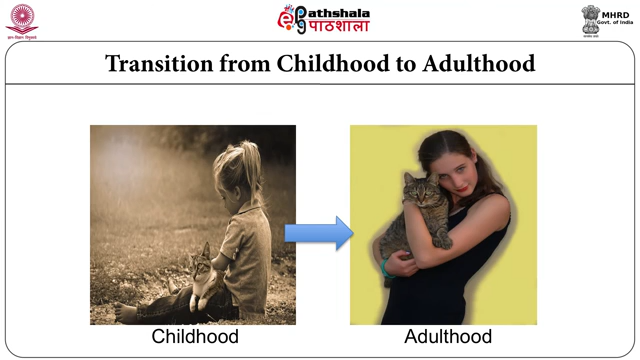 Pathshala
पाठशाला
MHRD
Govt. of India
Transition from Childhood to Adulthood
Childhood
Adulthood